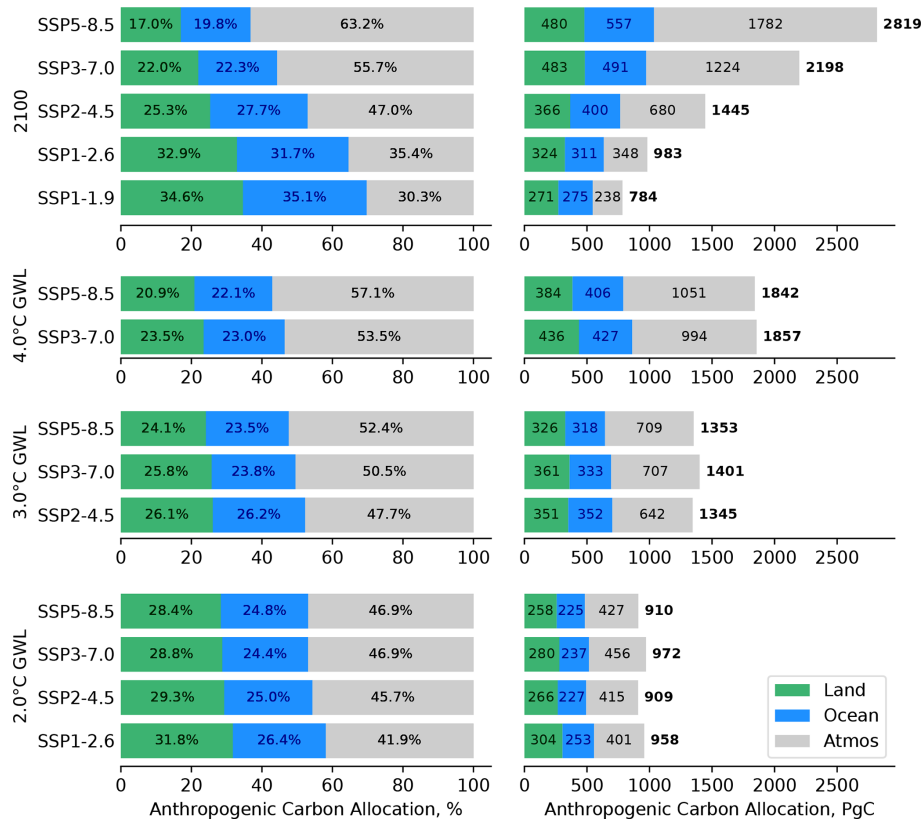 SSP5-8.5 17.0% 19.8% 63.2% 480 557 1782 2819
SSP3-7.0 22.0% 22.3% 55.7% 483 491 1224 2198
2100
SSP2-4.5 25.3% 27.7% 47.0% 366 400 680 1445
SSP1-2.6 32.9% 31.7% 35.4% 324 311 348 983
SSP1-1.9 34.6% 35.1% 30.3% 271 275 238 784
0 20 40 60 80 100 0 500 1000 1500 2000 2500
4.0°C GWL
SSP5-8.5 20.9% 22.1% 57.1% 384 406 1051 1842
SSP3-7.0 23.5% 23.0% 53.5% 436 427 994 1857
0 20 40 60 80 100 0 500 1000 1500 2000 2500
3.0°C GWL
SSP5-8.5 24.1% 23.5% 52.4% 326 318 709 1353
SSP3-7.0 25.8% 23.8% 50.5% 361 333 707 1401
SSP2-4.5 26.1% 26.2% 47.7% 351 352 642 1345
0 20 40 60 80 100 0 500 1000 1500 2000 2500
2.0°C GWL
SSP5-8.5 28.4% 24.8% 46.9% 258 225 427 910
SSP3-7.0 28.8% 24.4% 46.9% 280 237 456 972
SSP2-4.5 29.3% 25.0% 45.7% 266 227 415 909
SSP1-2.6 31.8% 26.4% 41.9% 304 253 401 958
Land
Ocean
Atmos
0 20 40 60 80 100 0 500 1000 1500 2000 2500
Anthropogenic Carbon Allocation, % Anthropogenic Carbon Allocation, PgC